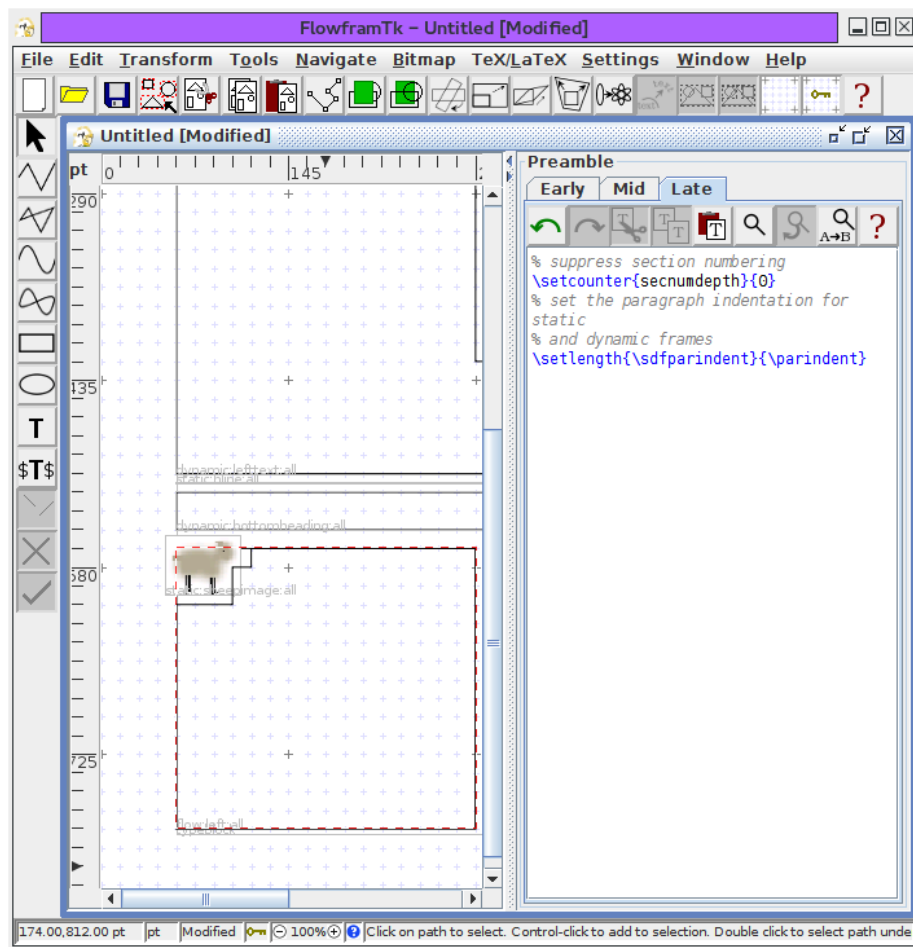 FlowframTk – Untitled [Modified]
File Edit Transform Tools Navigate Bitmap TeX/LaTeX Settings Window Help
Untitled [Modified]
pt 0 145
290
435
580
725
dynamic:lefttext:all
static:hline:all
dynamic:bottomheading:all
static:sheepimage:all
flow:left:all
typeblock
T
$T$
Preamble
Early Mid Late
A→B
% suppress section numbering
\setcounter{secnumdepth}{0}
% set the paragraph indentation for
static
% and dynamic frames
\setlength{\sdfparindent}{\parindent}
174.00,812.00 pt pt Modified 100% Click on path to select. Control-click to add to selection. Double click to select path unde